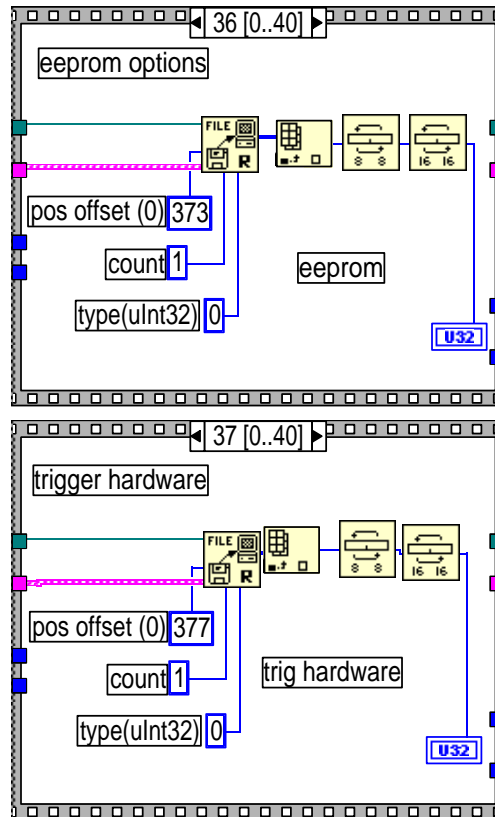 36 [0..40]
eeprom options
FILE
R
8 8
16 16
pos offset (0) 373
count 1
eeprom
type(uInt32) 0
U32
37 [0..40]
trigger hardware
FILE
R
8 8
16 16
pos offset (0) 377
count 1
trig hardware
type(uInt32) 0
U32